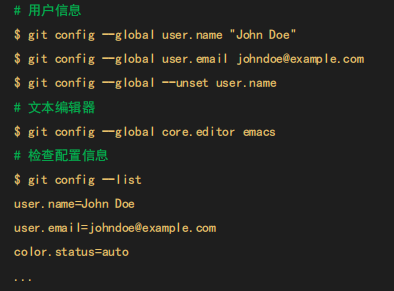 # 用户信息
$ git config --global user.name "John Doe"
$ git config --global user.email johndoe@example.com
$ git config --global --unset user.name
# 文本编辑器
$ git config --global core.editor emacs
# 检查配置信息
$ git config --list
user.name=John Doe
user.email=johndoe@example.com
color.status=auto
...